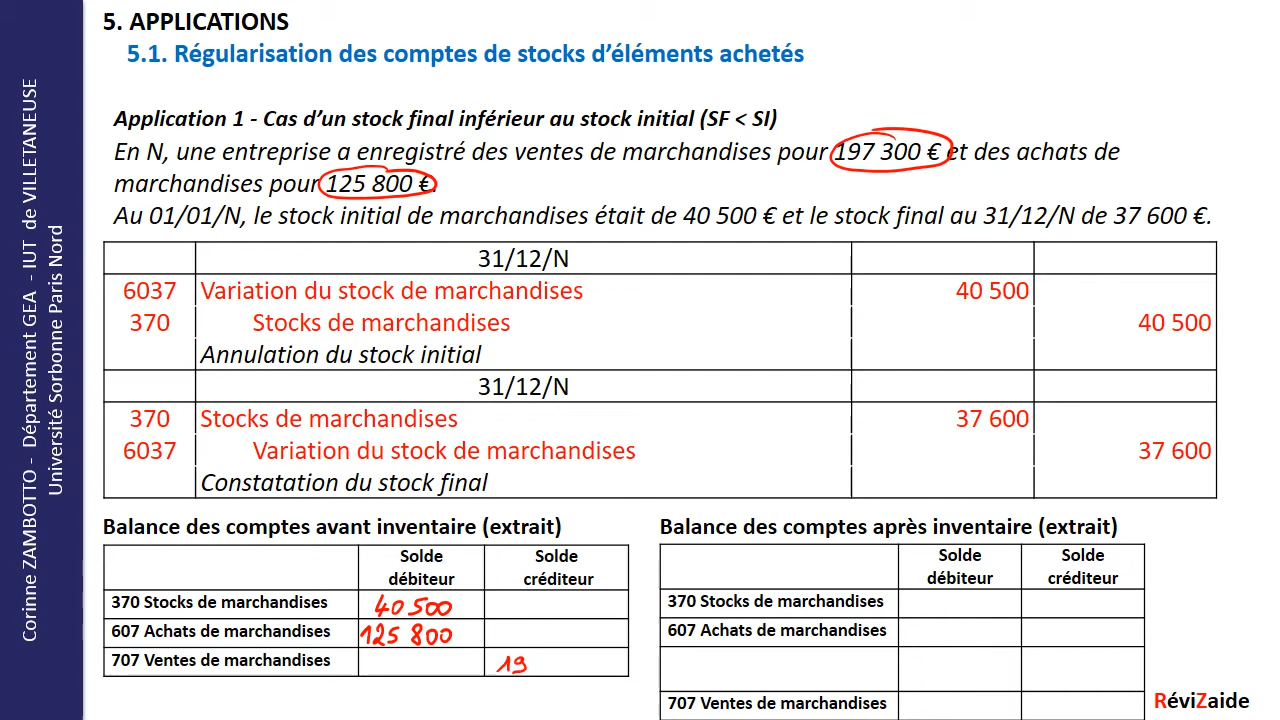 Corinne ZAMBOTTO - Département GEA - IUT de VILLETANEUSE
Université Sorbonne Paris Nord
5. APPLICATIONS
5.1. Régularisation des comptes de stocks d'éléments achetés
Application 1 - Cas d'un stock final inférieur au stock initial (SF < SI)
En N, une entreprise a enregistré des ventes de marchandises pour 197 300 € et des achats de
marchandises pour 125 800 €.
Au 01/01/N, le stock initial de marchandises était de 40 500 € et le stock final au 31/12/N de 37 600 €.
31/12/N
6037 Variation du stock de marchandises 40 500
370 Stocks de marchandises 40 500
Annulation du stock initial
31/12/N
370 Stocks de marchandises 37 600
6037 Variation du stock de marchandises 37 600
Constatation du stock final
Balance des comptes avant inventaire (extrait)
Solde débiteur Solde créditeur
370 Stocks de marchandises 40 500
607 Achats de marchandises 125 800
707 Ventes de marchandises 19
Balance des comptes après inventaire (extrait)
Solde débiteur Solde créditeur
370 Stocks de marchandises
607 Achats de marchandises
707 Ventes de marchandises
RéviZaide